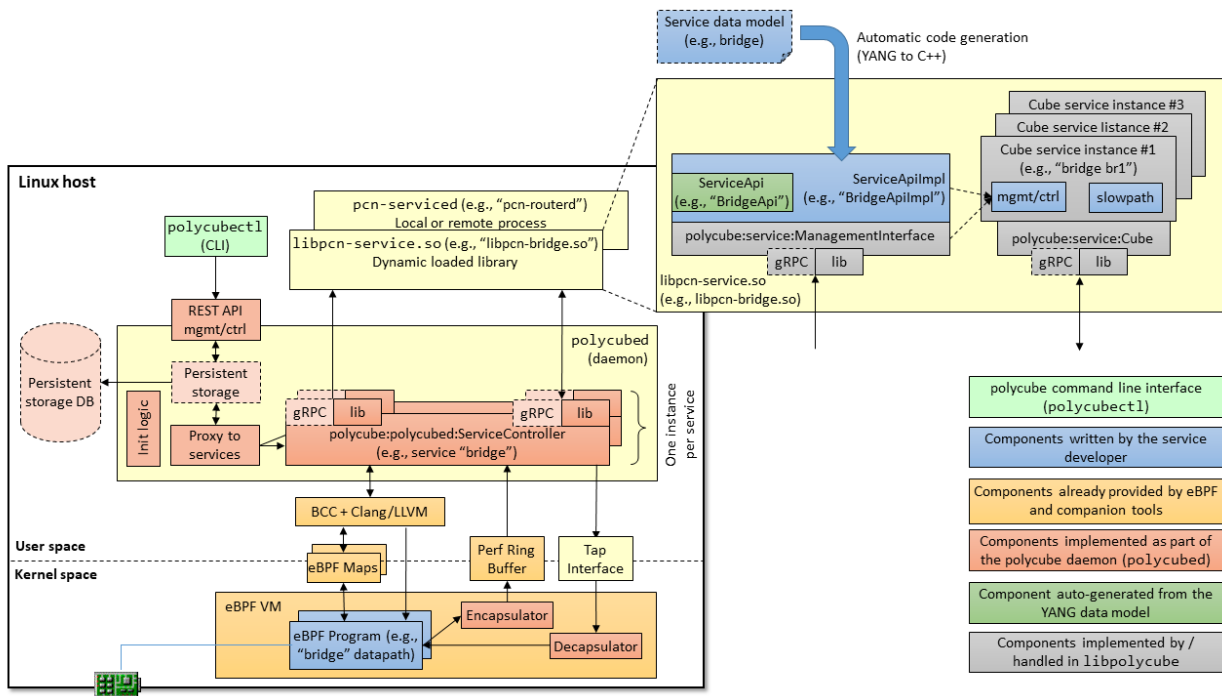 Service data model
(e.g., bridge)
Automatic code generation
(YANG to C++)
Cube service instance #3
Cube service listance #2
Cube service instance #1
(e.g., “bridge br1”)
mgmt/ctrl
slowpath
ServiceApiImpl
(e.g., “BridgeApiImpl”)
ServiceApi
(e.g., “BridgeApi”)
polycube:service:ManagementInterface
polycube:service:Cube
gRPC
lib
gRPC
lib
libpcn-service.so
(e.g., libpcn-bridge.so)
Linux host
pcn-serviced (e.g., “pcn-routerd”)
Local or remote process
libpcn-service.so (e.g., “libpcn-bridge.so”)
Dynamic loaded library
polycubectl
(CLI)
REST API
mgmt/ctrl
polycubed
(daemon)
Persistent
storage DB
Persistent
storage
Init logic
Proxy to
services
gRPC
lib
gRPC
lib
polycube:polycubed:ServiceController
(e.g., service “bridge”)
One instance
per service
BCC + Clang/LLVM
User space
Kernel space
eBPF Maps
Perf Ring
Buffer
Tap
Interface
eBPF VM
Encapsulator
eBPF Program (e.g.,
“bridge” datapath)
Decapsulator
polycube command line interface
(polycubectl)
Components written by the service
developer
Components already provided by eBPF
and companion tools
Components implemented as part of
the polycube daemon (polycubed)
Component auto-generated from the
YANG data model
Components implemented by /
handled in libpolycube